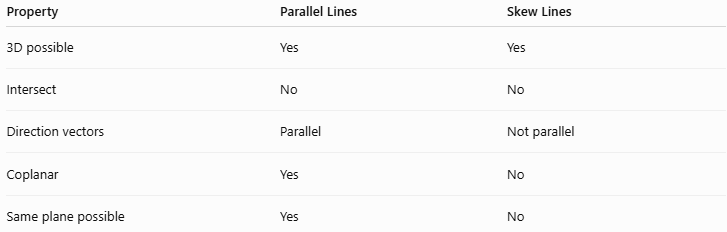 Property Parallel Lines Skew Lines
3D possible Yes Yes
Intersect No No
Direction vectors Parallel Not parallel
Coplanar Yes No
Same plane possible Yes No